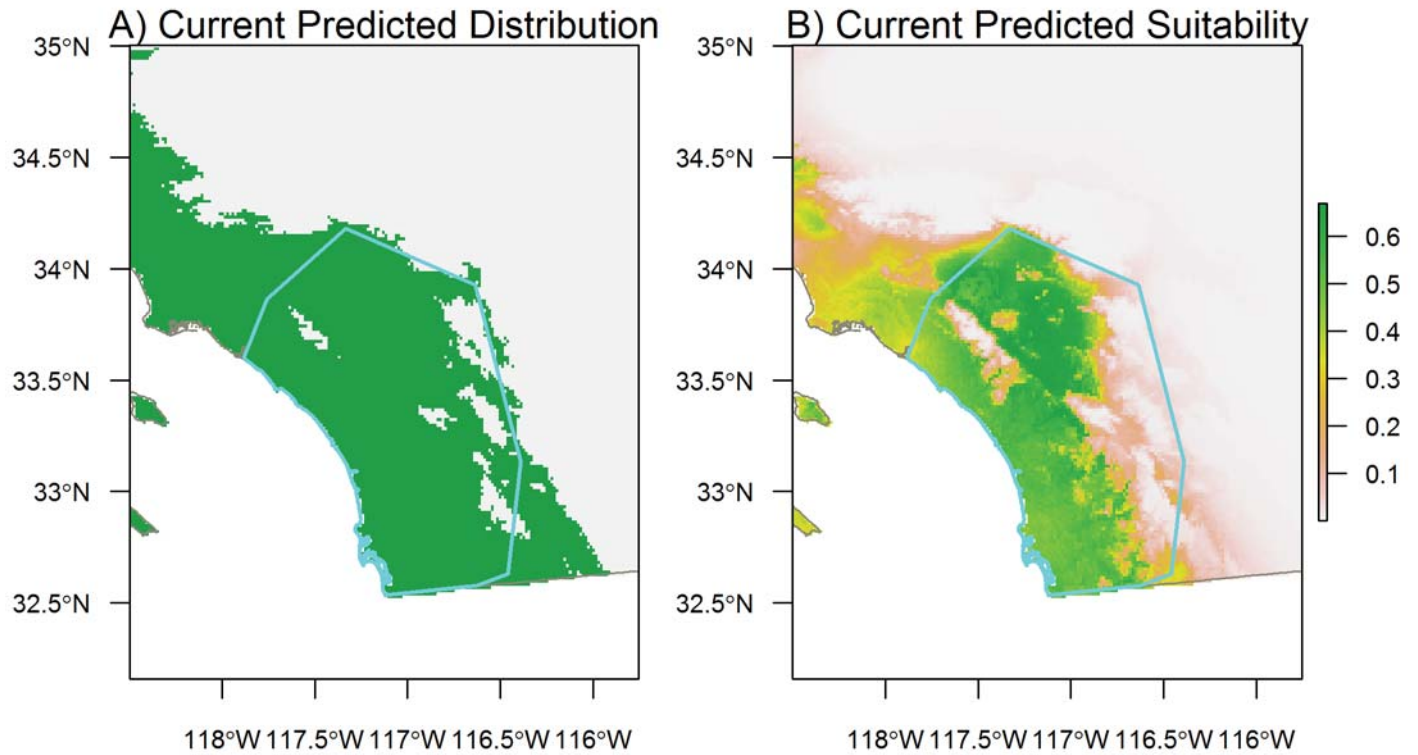 A) Current Predicted Distribution
B) Current Predicted Suitability
35°N
34.5°N
34°N
33.5°N
33°N
32.5°N
118°W 117.5°W 117°W 116.5°W 116°W
35°N
34.5°N
34°N
33.5°N
33°N
32.5°N
118°W 117.5°W 117°W 116.5°W 116°W
0.6
0.5
0.4
0.3
0.2
0.1